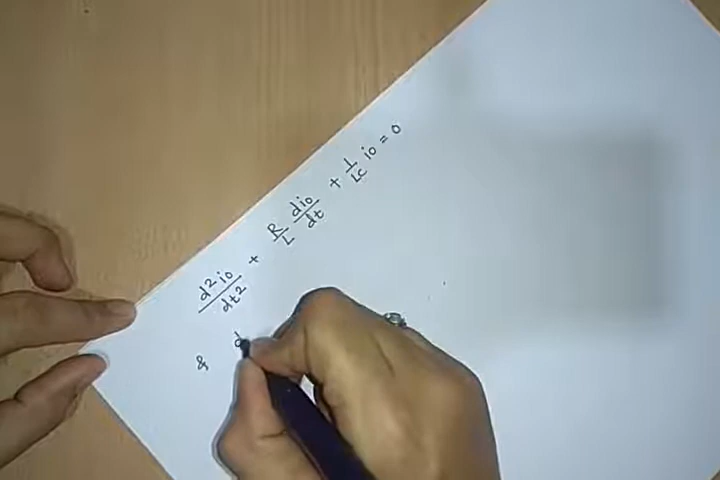 d²i₀/dt² + R/L di₀/dt + 1/LC i₀ = 0
& d